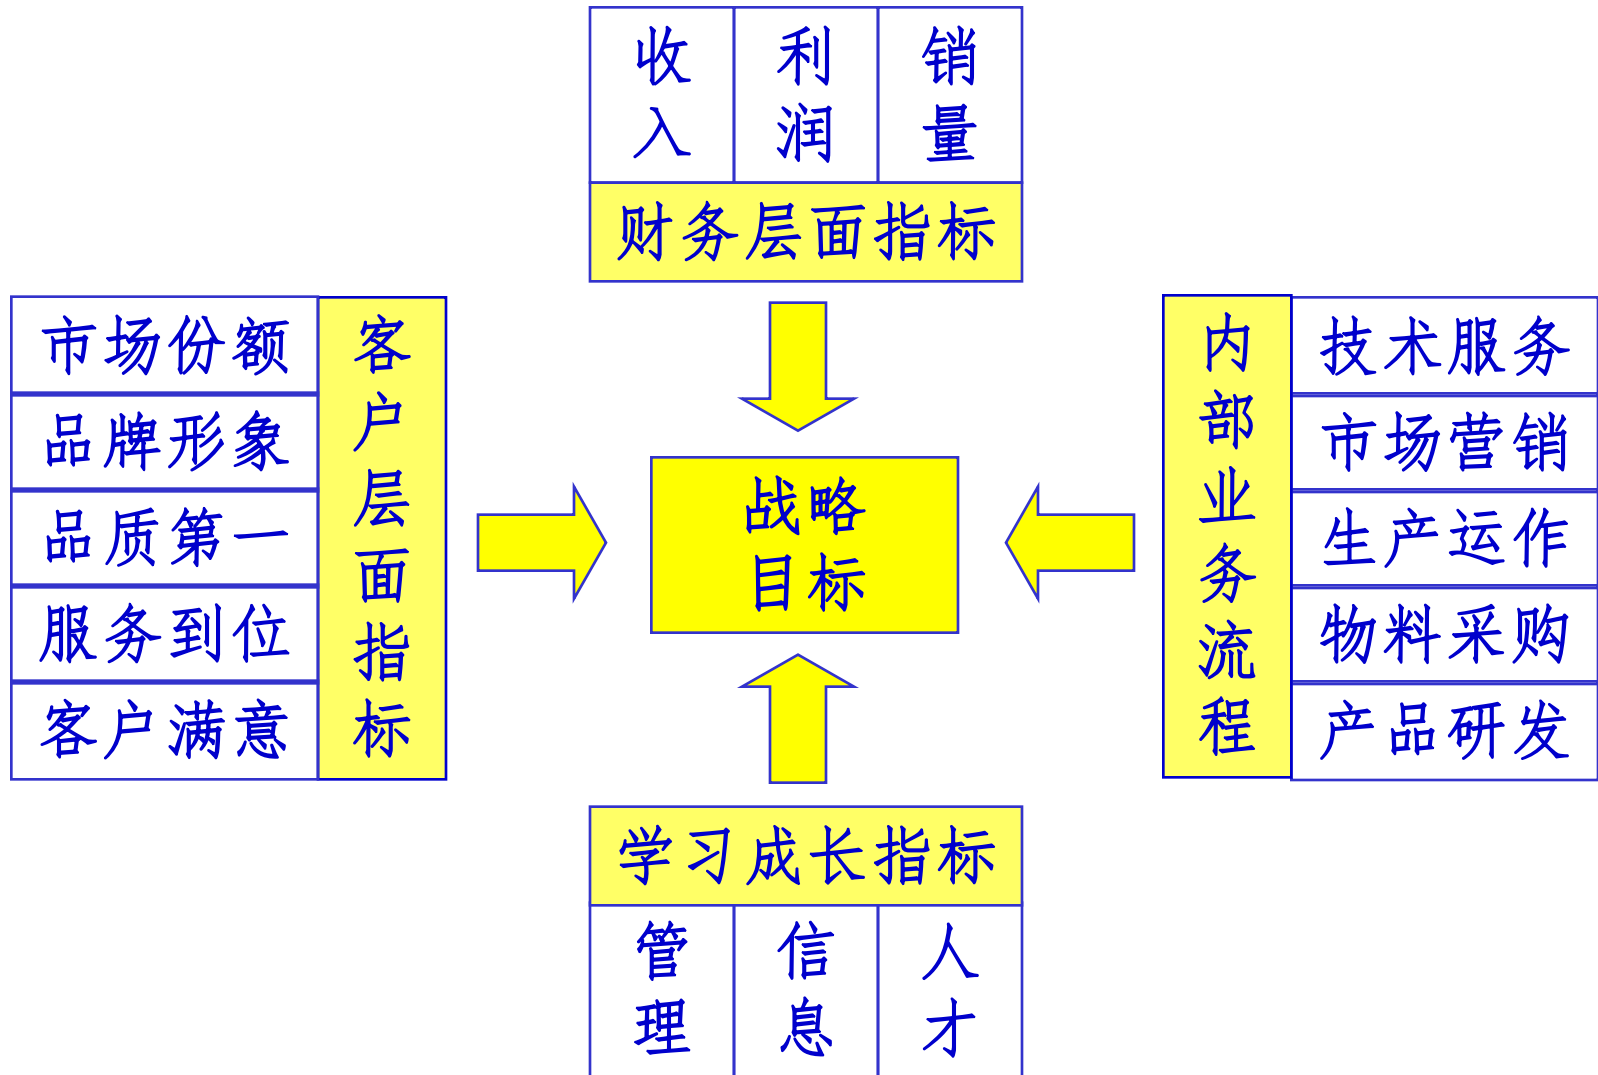 收入
利润
销量
财务层面指标
市场份额
品牌形象
品质第一
服务到位
客户满意
客户层面指标
战略
目标
内部业务流程
技术服务
市场营销
生产运作
物料采购
产品研发
学习成长指标
管理
信息
人才